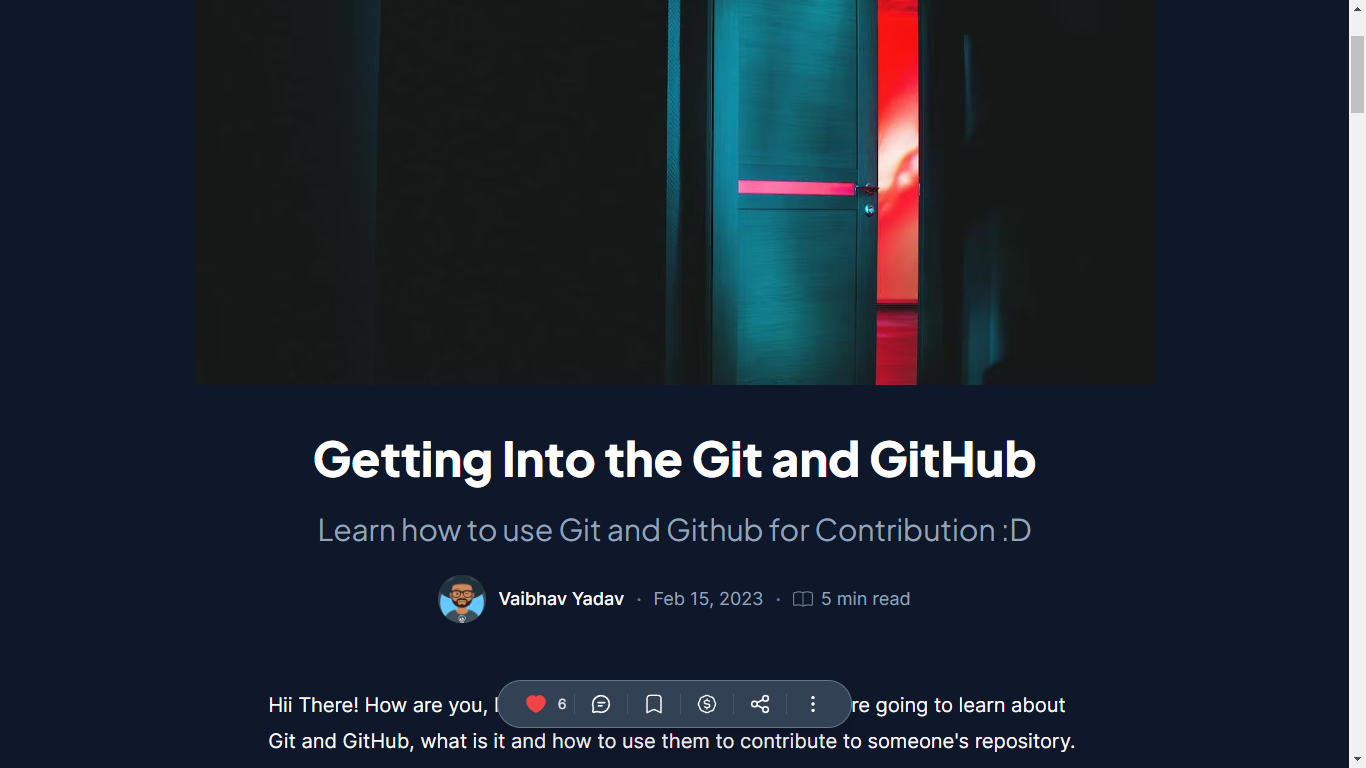 Getting Into the Git and GitHub
Learn how to use Git and Github for Contribution :D
Vaibhav Yadav · Feb 15, 2023 · 5 min read
Hii There! How are you, 6 re going to learn about
Git and GitHub, what is it and how to use them to contribute to someone's repository.